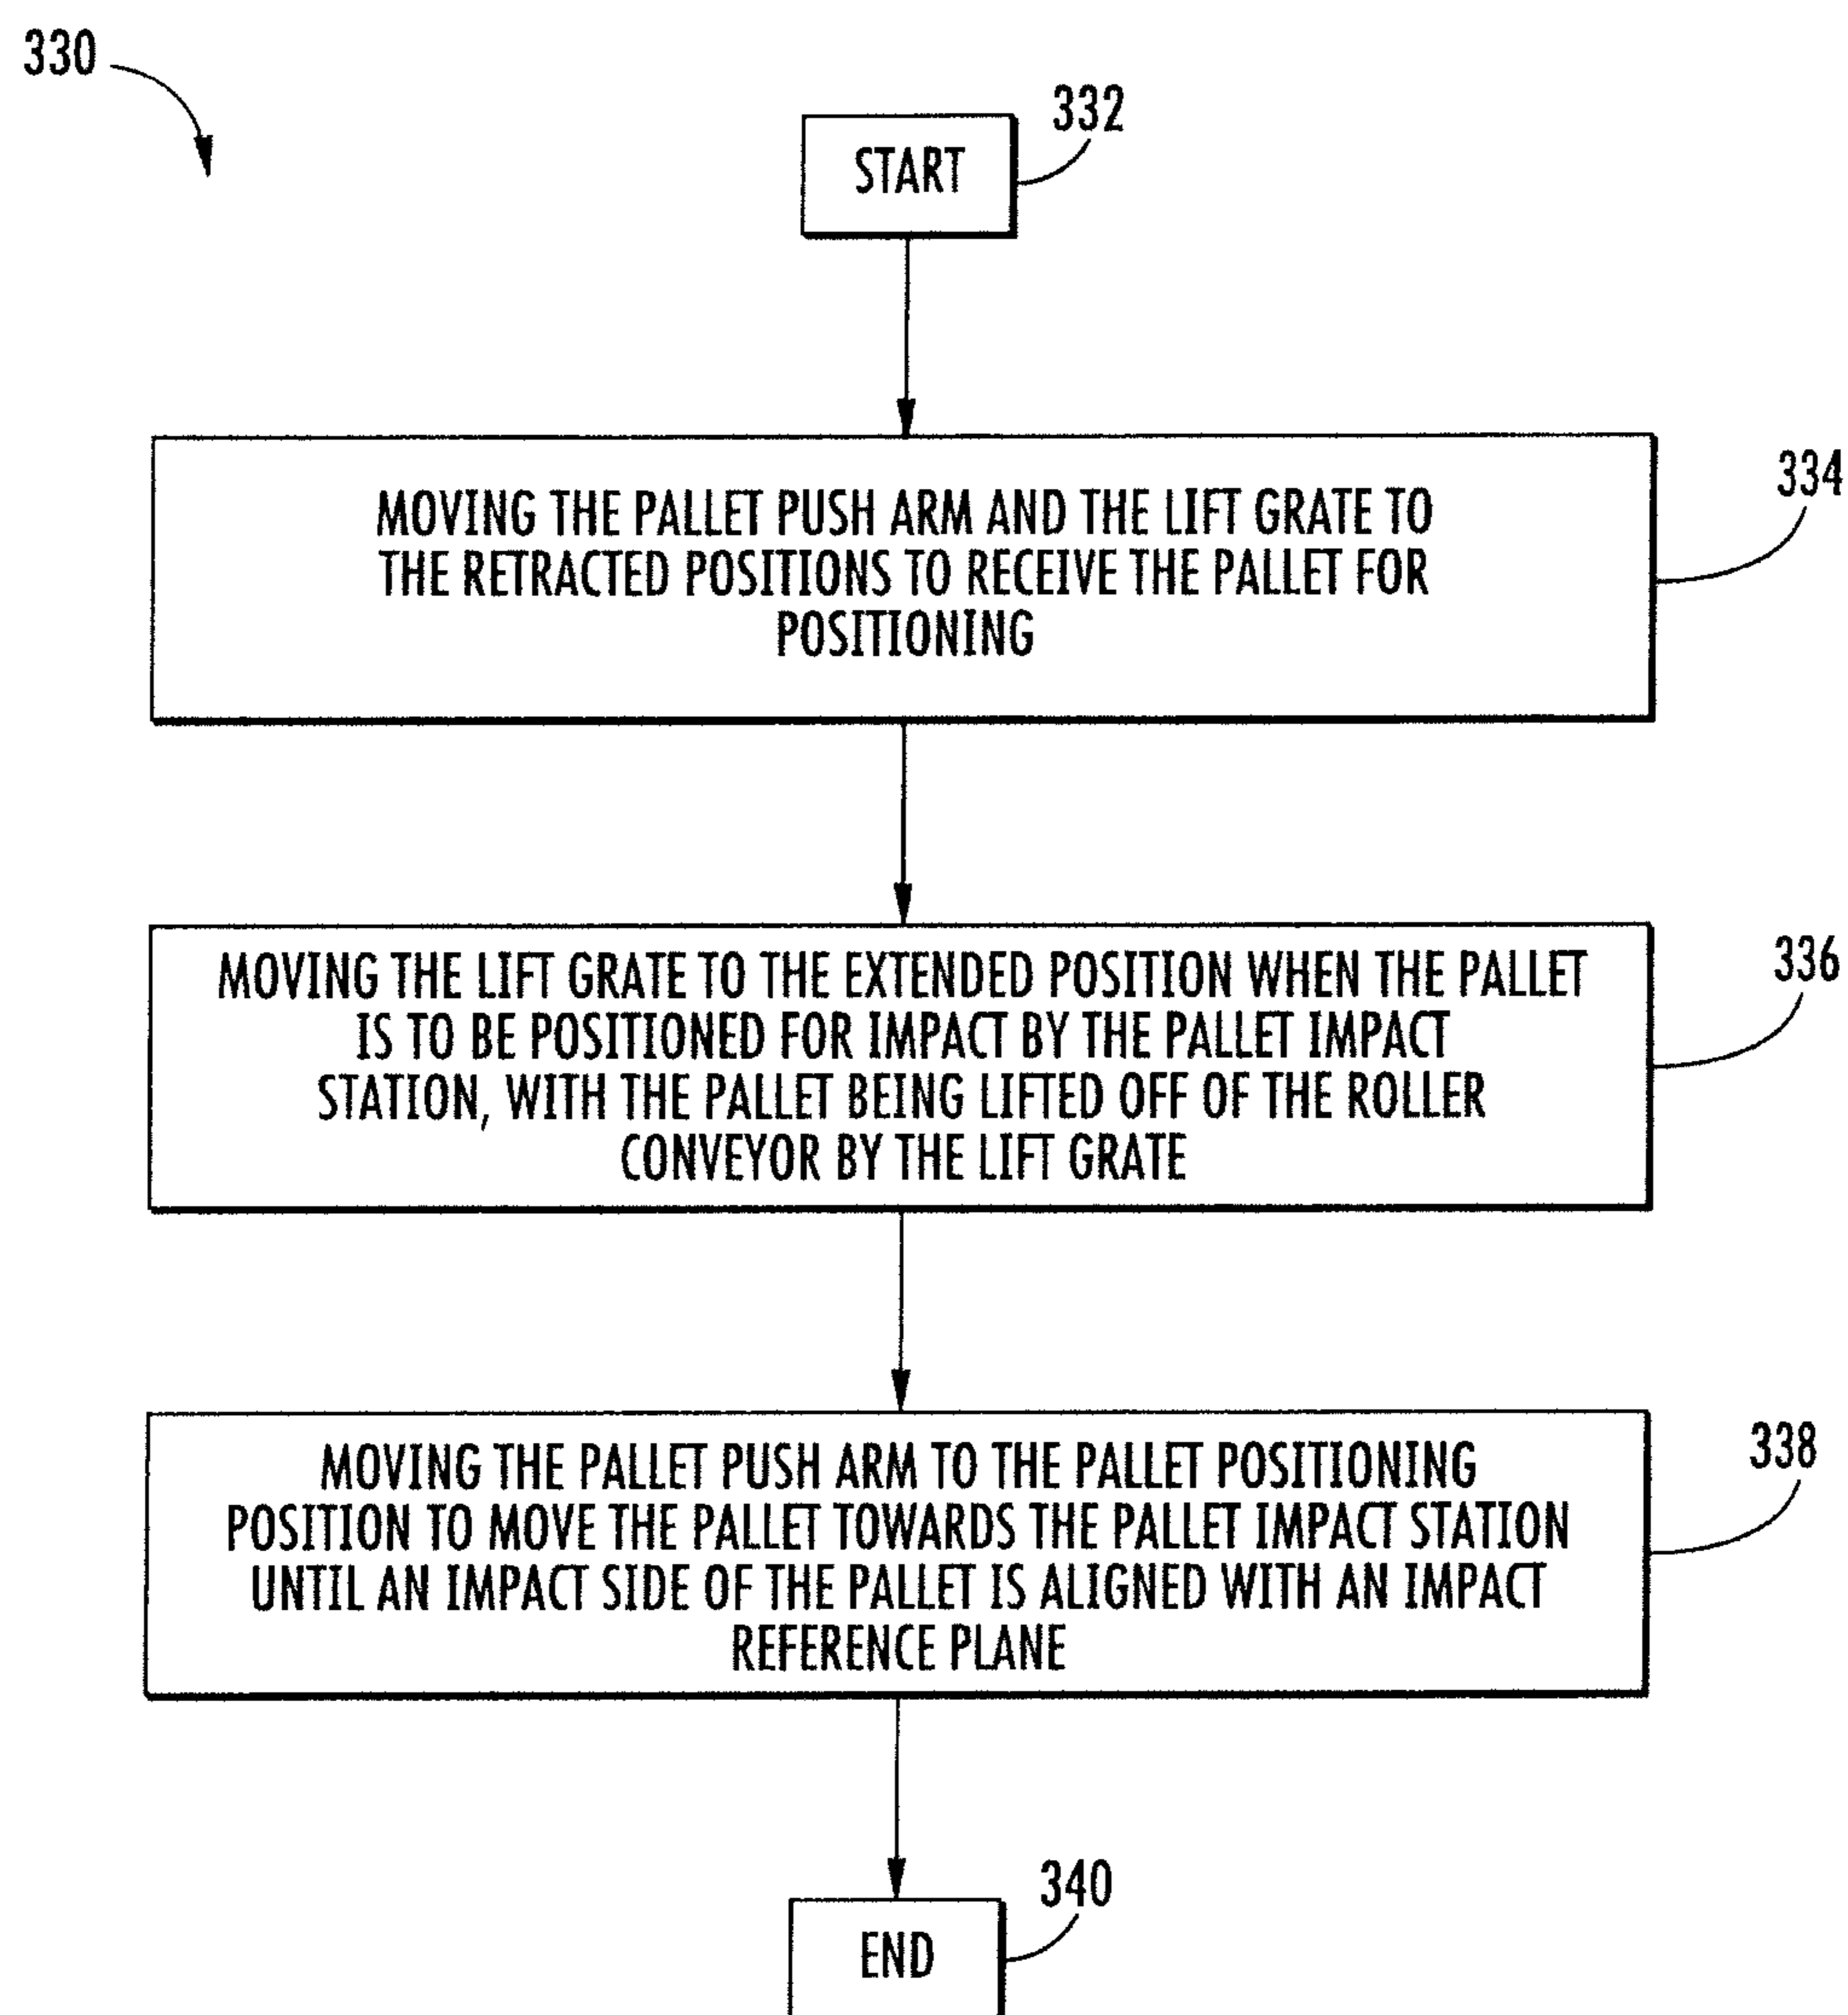 330
332
START
334
MOVING THE PALLET PUSH ARM AND THE LIFT GRATE TO
THE RETRACTED POSITIONS TO RECEIVE THE PALLET FOR
POSITIONING
336
MOVING THE LIFT GRATE TO THE EXTENDED POSITION WHEN THE PALLET
IS TO BE POSITIONED FOR IMPACT BY THE PALLET IMPACT
STATION, WITH THE PALLET BEING LIFTED OFF OF THE ROLLER
CONVEYOR BY THE LIFT GRATE
338
MOVING THE PALLET PUSH ARM TO THE PALLET POSITIONING
POSITION TO MOVE THE PALLET TOWARDS THE PALLET IMPACT STATION
UNTIL AN IMPACT SIDE OF THE PALLET IS ALIGNED WITH AN IMPACT
REFERENCE PLANE
340
END